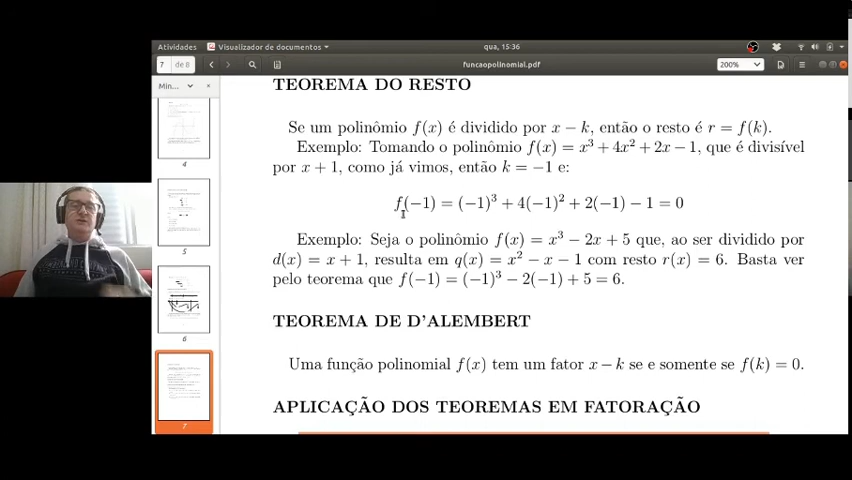 Atividades
Visualizador de documentos
qua, 15:36
7 de 8
funcaopolinomial.pdf
200%
Min...
4
5
6
7
TEOREMA DO RESTO
Se um polinômio f(x) é dividido por x − k, então o resto é r = f(k).
Exemplo: Tomando o polinômio f(x) = x³ + 4x² + 2x − 1, que é divisível
por x + 1, como já vimos, então k = −1 e:
f(−1) = (−1)³ + 4(−1)² + 2(−1) − 1 = 0
Exemplo: Seja o polinômio f(x) = x³ − 2x + 5 que, ao ser dividido por
d(x) = x + 1, resulta em q(x) = x² − x − 1 com resto r(x) = 6. Basta ver
pelo teorema que f(−1) = (−1)³ − 2(−1) + 5 = 6.
TEOREMA DE D'ALEMBERT
Uma função polinomial f(x) tem um fator x − k se e somente se f(k) = 0.
APLICAÇÃO DOS TEOREMAS EM FATORAÇÃO